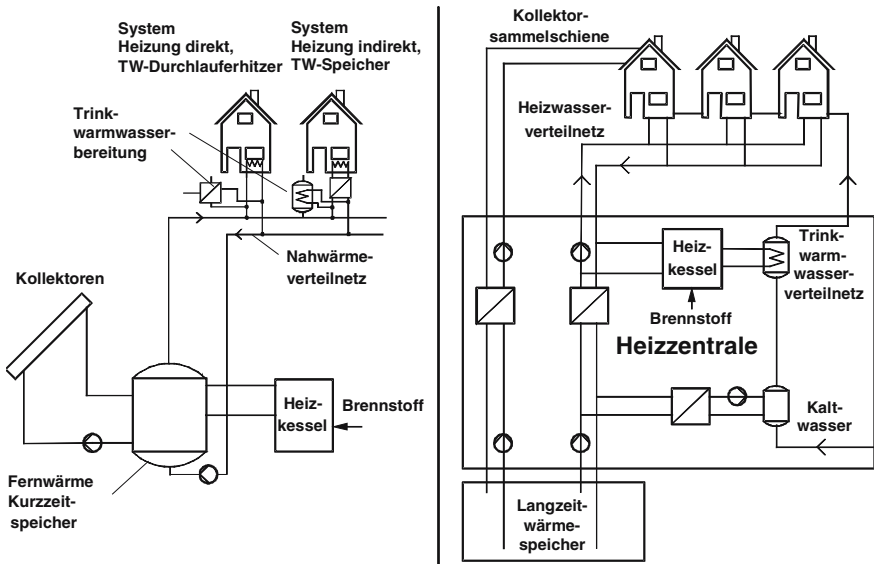 System
Heizung direkt,
TW-Durchlauferhitzer
System
Heizung indirekt,
TW-Speicher
Trink-
warmwasser-
bereitung
Nahwärme-
verteilnetz
Kollektoren
Heiz-
kessel
Brennstoff
Fernwärme
Kurzzeit-
speicher
Kollektor-
sammelschiene
Heizwasser-
verteilnetz
Heiz-
kessel
Trink-
warm-
wasser-
verteilnetz
Brennstoff
Heizzentrale
Kalt-
wasser
Langzeit-
wärme-
speicher